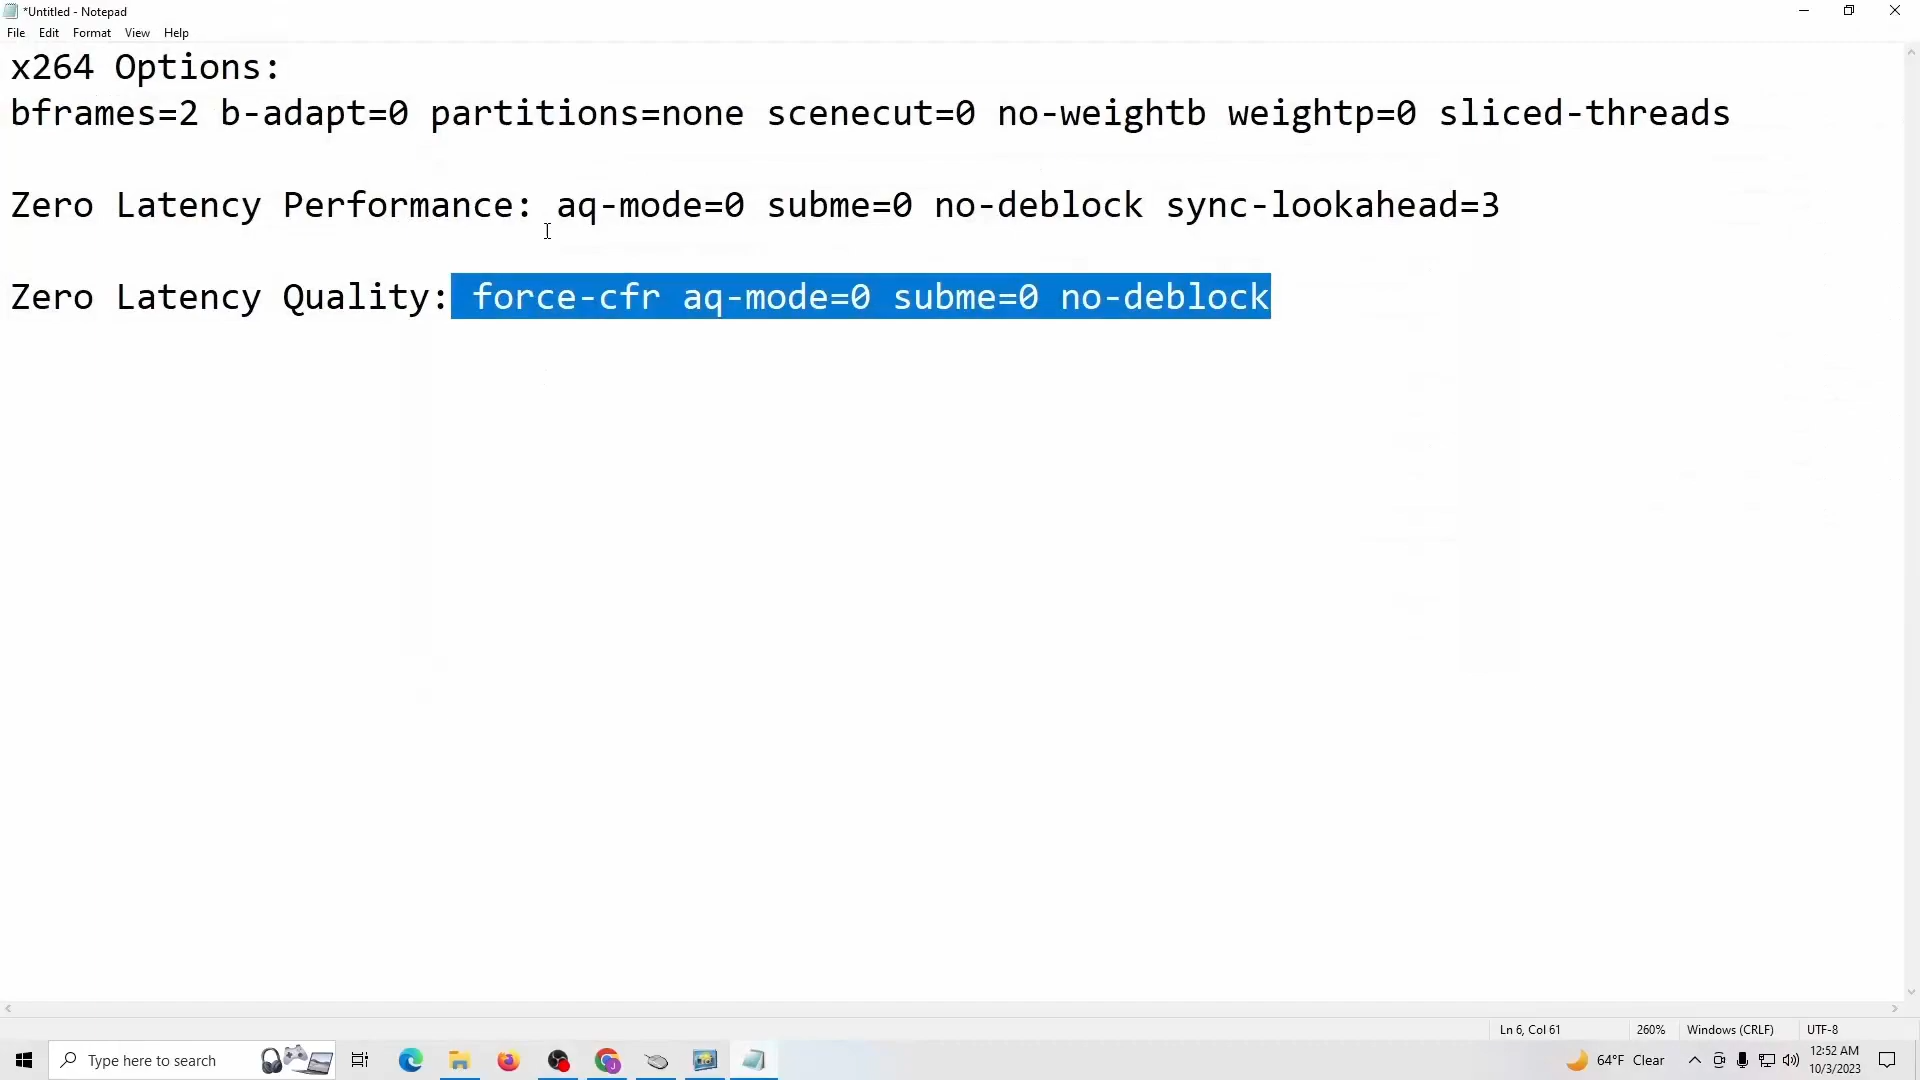 *Untitled - Notepad
File Edit Format View Help
x264 Options:
bframes=2 b-adapt=0 partitions=none scenecut=0 no-weightb weightp=0 sliced-threads
Zero Latency Performance: aq-mode=0 subme=0 no-deblock sync-lookahead=3
Zero Latency Quality: force-cfr aq-mode=0 subme=0 no-deblock
Ln 6, Col 61 260% Windows (CRLF) UTF-8
Type here to search 64°F Clear 12:52 AM
10/3/2023